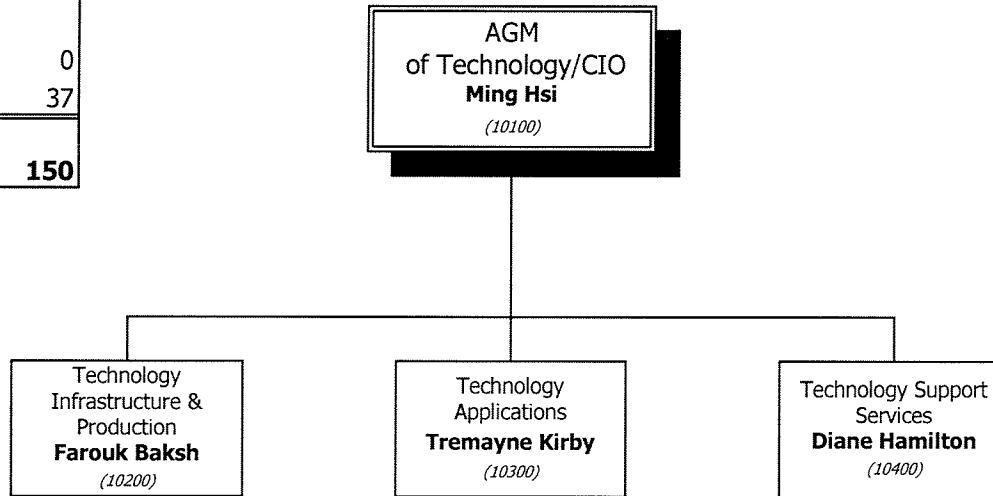 0
37
150
AGM
of Technology/CIO
Ming Hsi
(10100)
Technology
Infrastructure &
Production
Farouk Baksh
(10200)
Technology
Applications
Tremayne Kirby
(10300)
Technology Support
Services
Diane Hamilton
(10400)